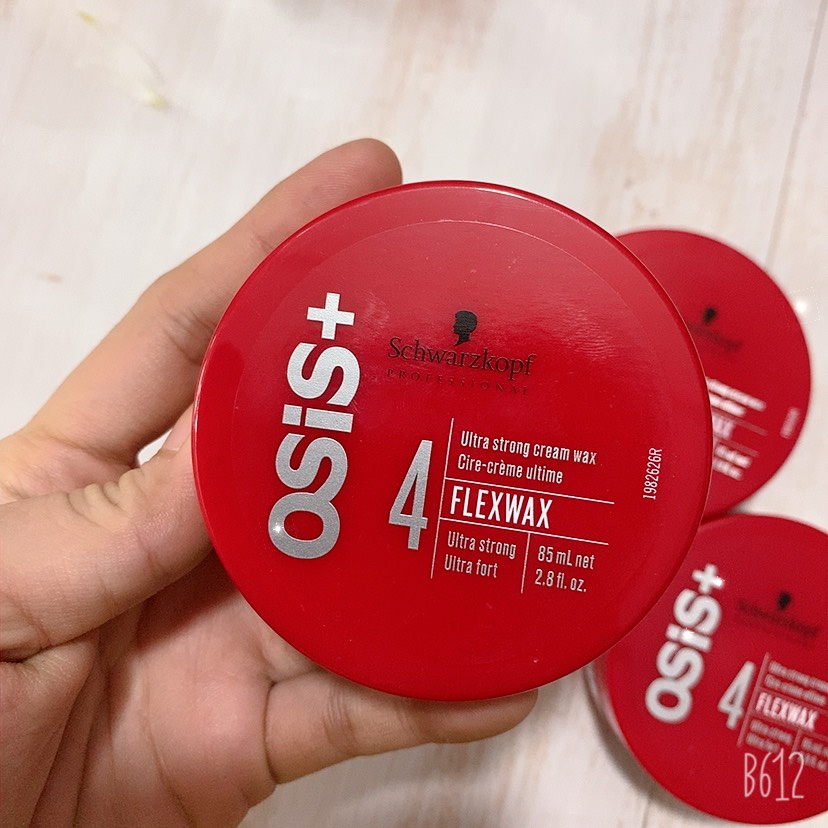 OSiS+
Schwarzkopf
PROFESSIONAL
4
Ultra strong cream wax
Cire-crème ultime
FLEXWAX
Ultra strong
Ultra fort
85 mL net
2.8 fl. oz.
1982626R
OSiS+
Schwarzkopf
4
FLEXWAX
B612